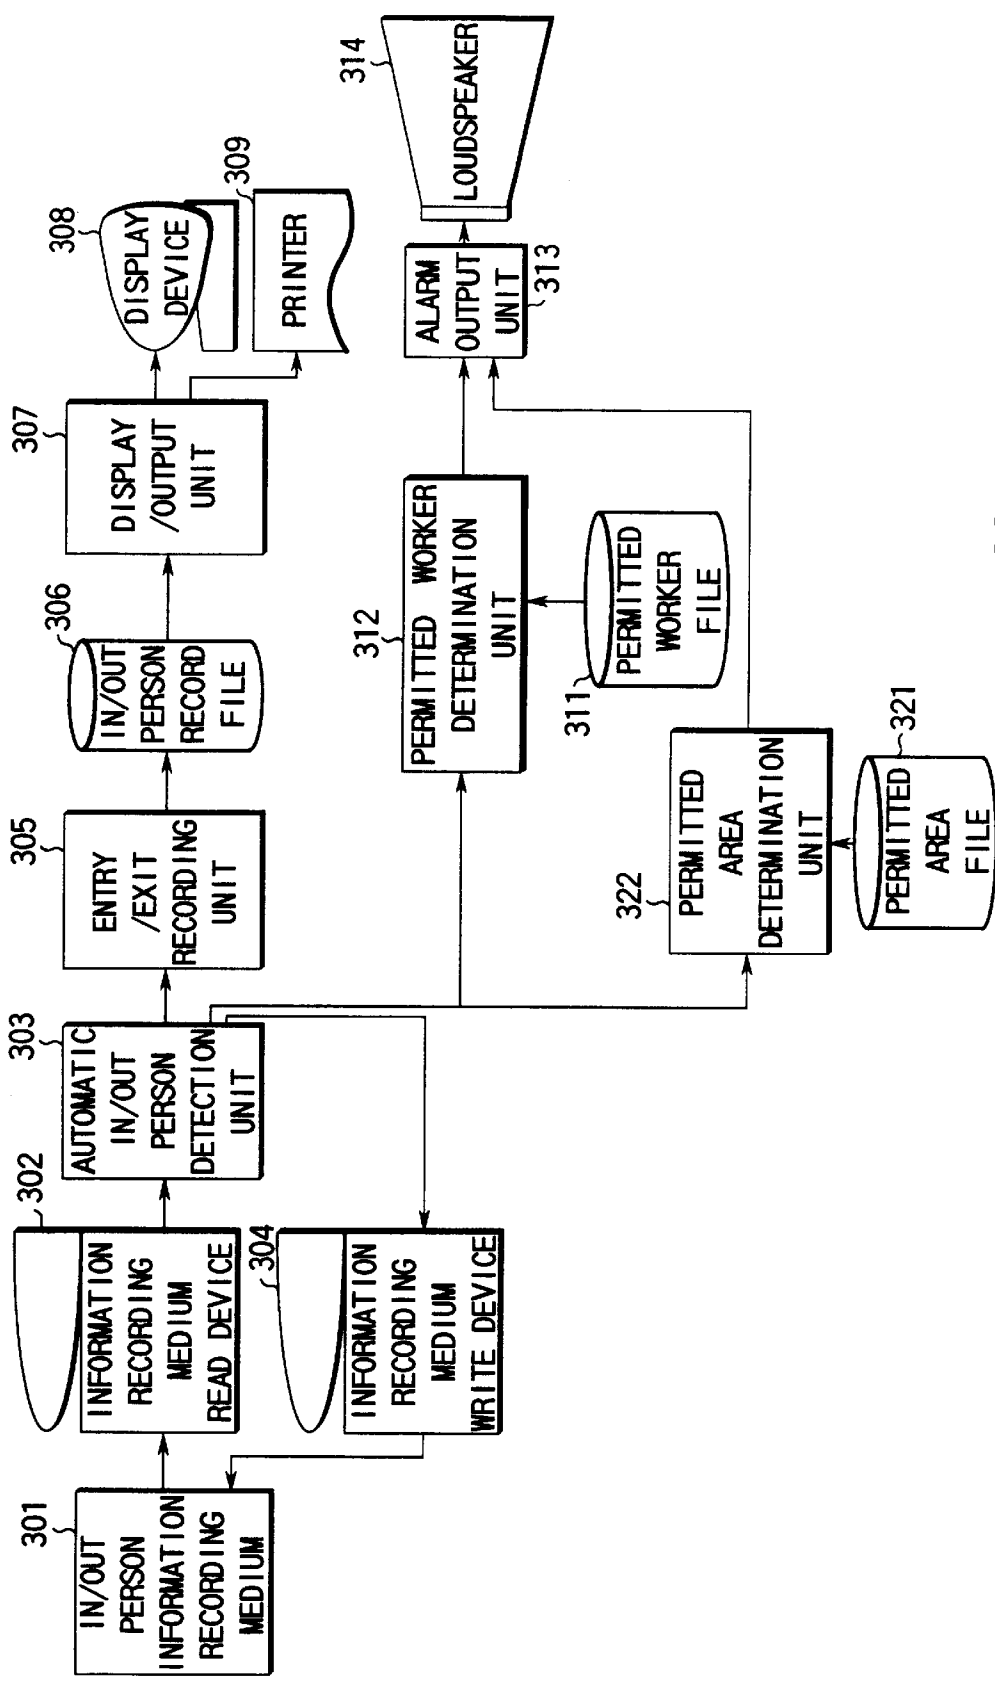 301
IN/OUT
PERSON
INFORMATION
RECORDING
MEDIUM
302
INFORMATION
RECORDING
MEDIUM
READ DEVICE
304
INFORMATION
RECORDING
MEDIUM
WRITE DEVICE
303
AUTOMATIC
IN/OUT
PERSON
DETECTION
UNIT
305
ENTRY
/EXIT
RECORDING
UNIT
306
IN/OUT
PERSON
RECORD
FILE
307
DISPLAY
/OUTPUT
UNIT
308
DISPLAY
DEVICE
309
PRINTER
312
PERMITTED WORKER
DETERMINATION
UNIT
311
PERMITTED
WORKER
FILE
322
PERMITTED
AREA
DETERMINATION
UNIT
321
PERMITTED
AREA
FILE
ALARM
OUTPUT
UNIT
313
314
LOUDSPEAKER